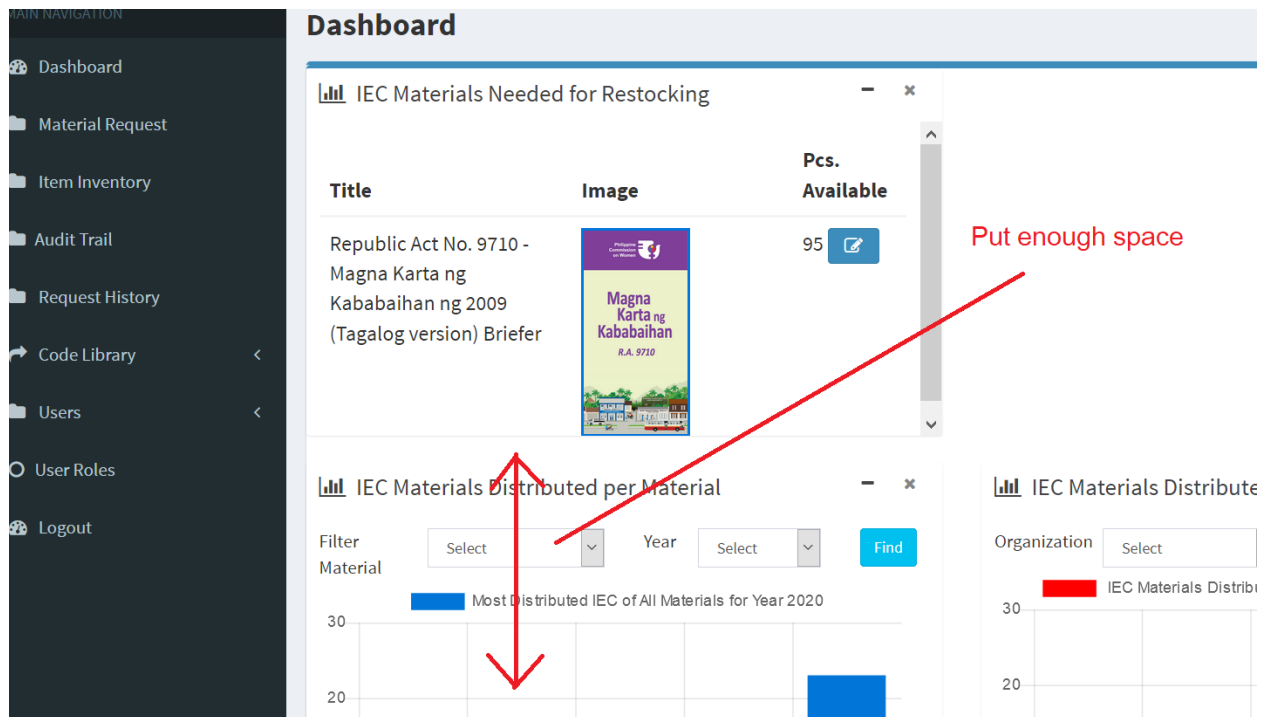 MAIN NAVIGATION
Dashboard
Material Request
Item Inventory
Audit Trail
Request History
Code Library
Users
User Roles
Logout
Dashboard
IEC Materials Needed for Restocking
Title
Image
Pcs.
Available
Republic Act No. 9710 -
Magna Karta ng
Kababaihan ng 2009
(Tagalog version) Briefer
Philippine
Commission
on Women
Magna
Karta ng
Kababaihan
R.A. 9710
95
Put enough space
IEC Materials Distributed per Material
Filter
Material
Select
Year
Select
Find
Most Distributed IEC of All Materials for Year 2020
30
20
IEC Materials Distribute
Organization
Select
IEC Materials Distribu
30
20